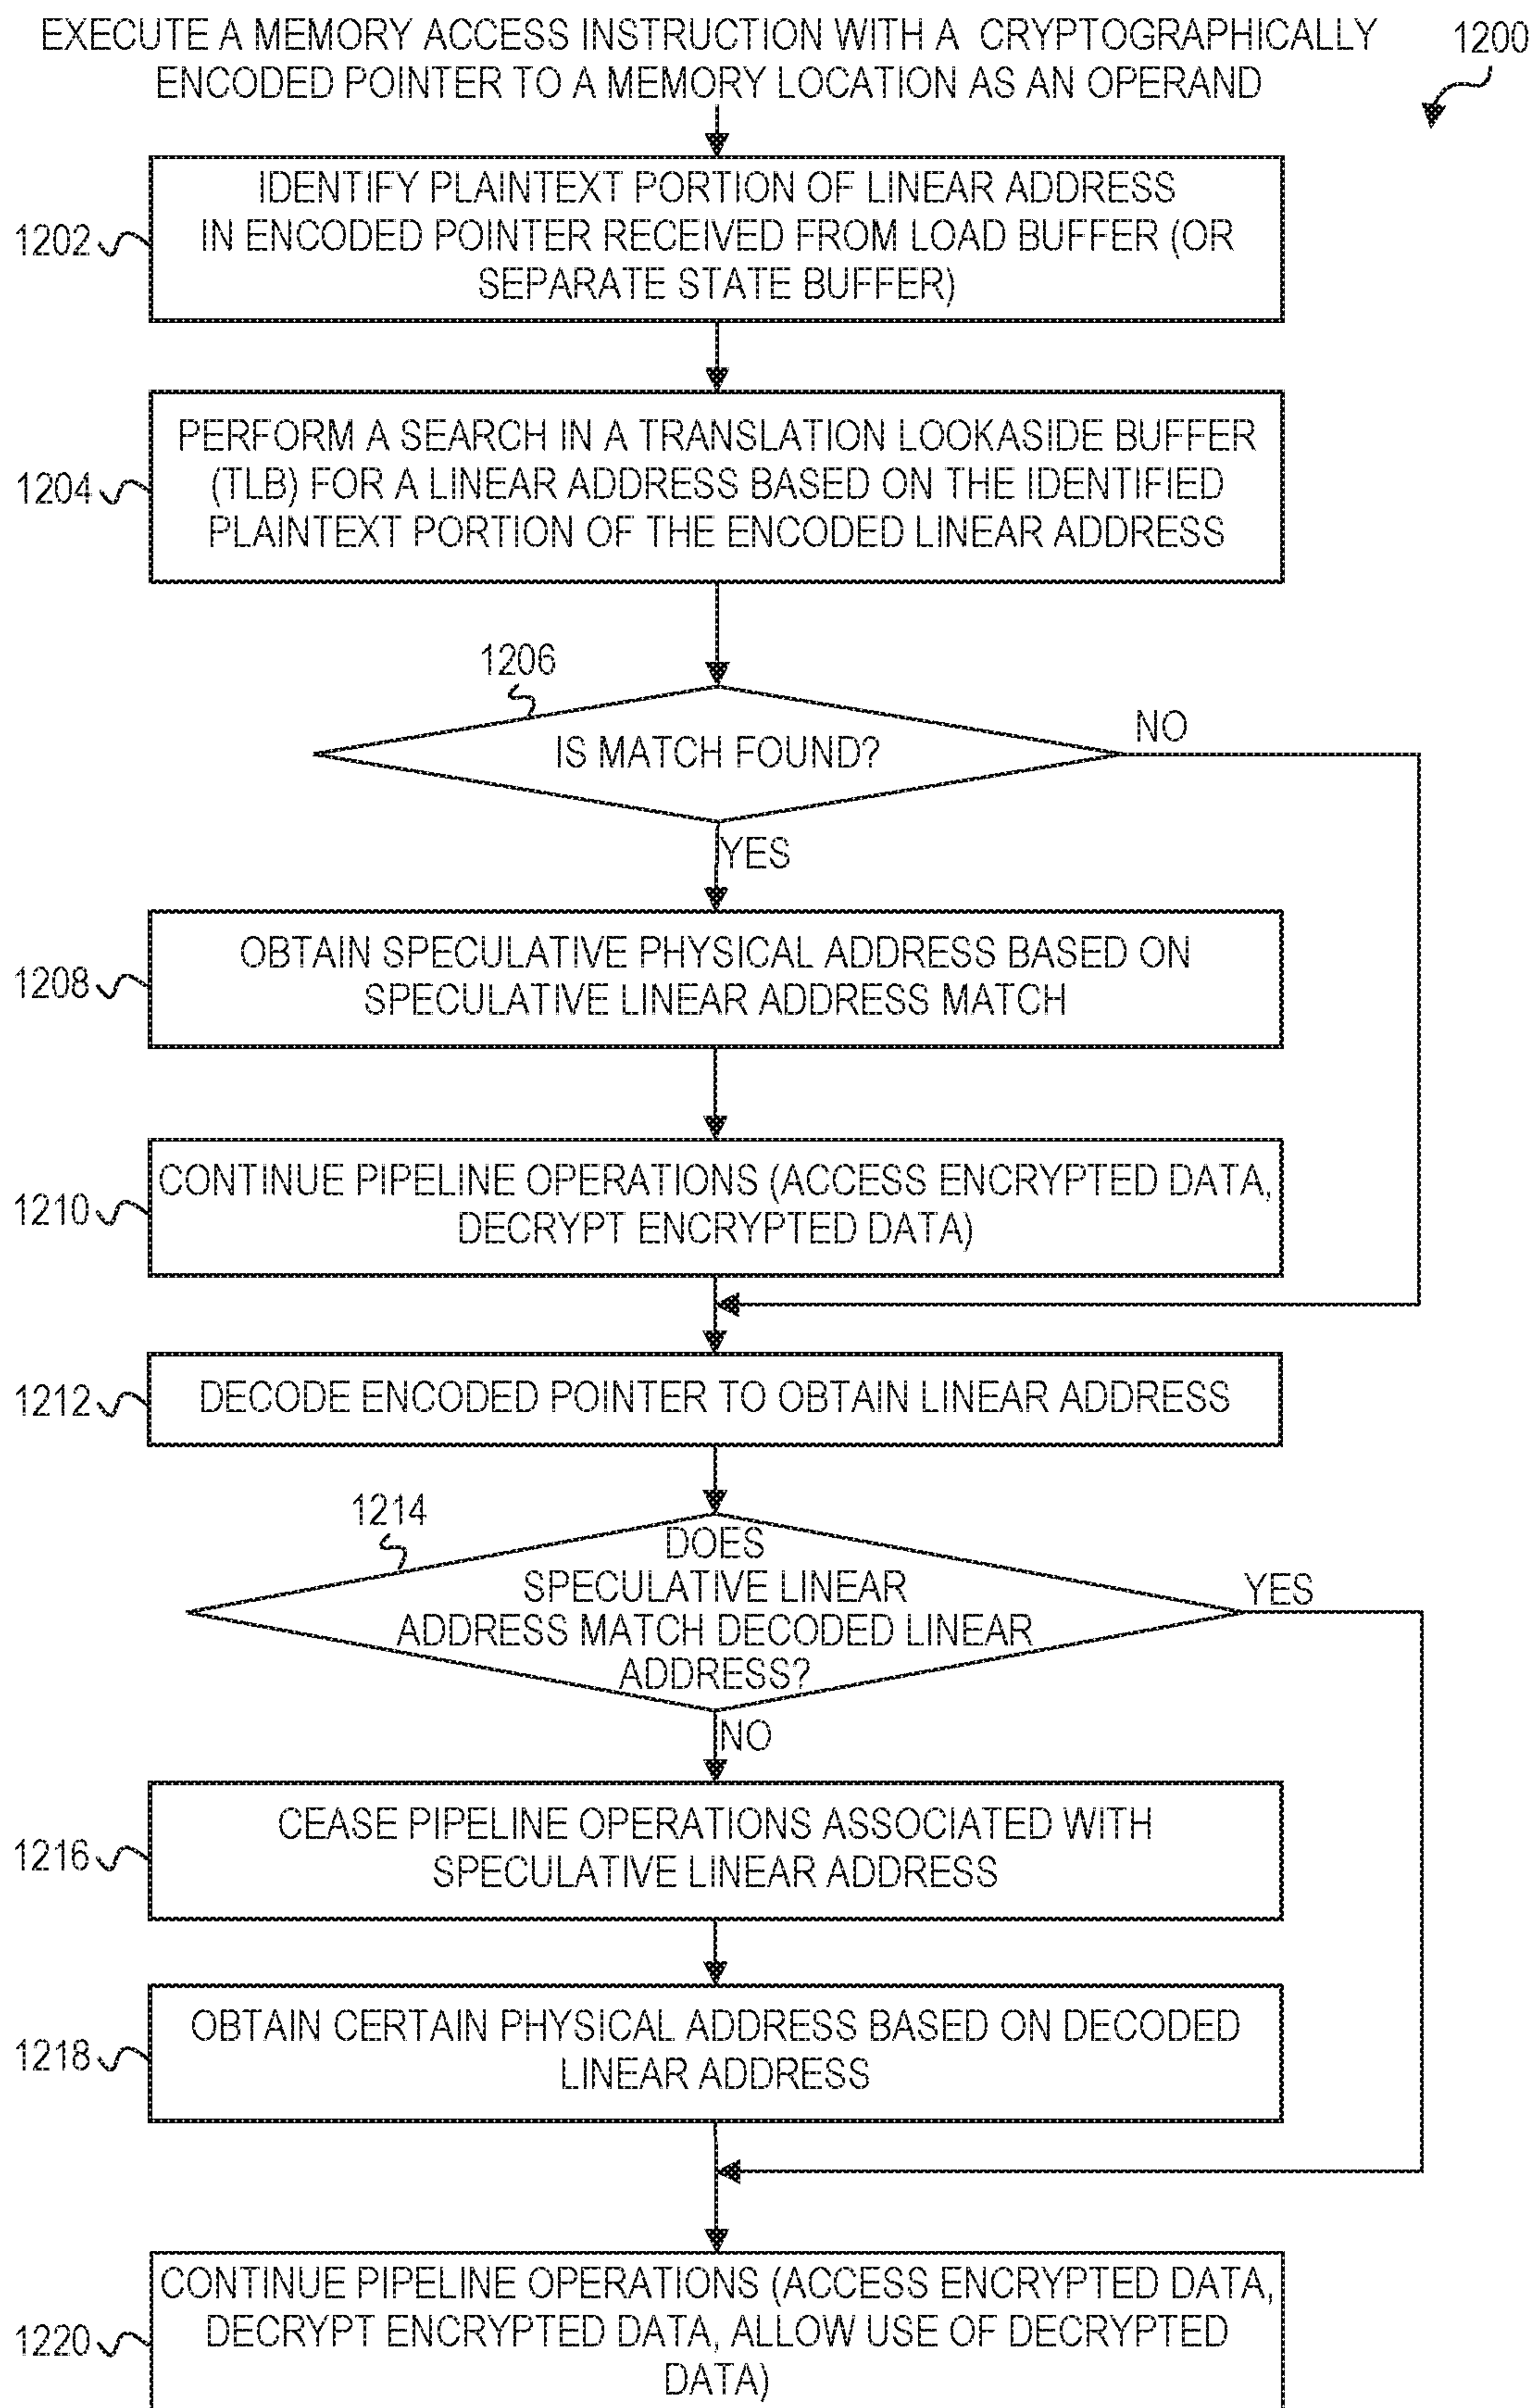 EXECUTE A MEMORY ACCESS INSTRUCTION WITH A CRYPTOGRAPHICALLY
ENCODED POINTER TO A MEMORY LOCATION AS AN OPERAND
1200
1202
IDENTIFY PLAINTEXT PORTION OF LINEAR ADDRESS
IN ENCODED POINTER RECEIVED FROM LOAD BUFFER (OR
SEPARATE STATE BUFFER)
1204
PERFORM A SEARCH IN A TRANSLATION LOOKASIDE BUFFER
(TLB) FOR A LINEAR ADDRESS BASED ON THE IDENTIFIED
PLAINTEXT PORTION OF THE ENCODED LINEAR ADDRESS
1206
IS MATCH FOUND?
NO
YES
1208
OBTAIN SPECULATIVE PHYSICAL ADDRESS BASED ON
SPECULATIVE LINEAR ADDRESS MATCH
1210
CONTINUE PIPELINE OPERATIONS (ACCESS ENCRYPTED DATA,
DECRYPT ENCRYPTED DATA)
1212
DECODE ENCODED POINTER TO OBTAIN LINEAR ADDRESS
1214
DOES
SPECULATIVE LINEAR
ADDRESS MATCH DECODED LINEAR
ADDRESS?
YES
NO
1216
CEASE PIPELINE OPERATIONS ASSOCIATED WITH
SPECULATIVE LINEAR ADDRESS
1218
OBTAIN CERTAIN PHYSICAL ADDRESS BASED ON DECODED
LINEAR ADDRESS
1220
CONTINUE PIPELINE OPERATIONS (ACCESS ENCRYPTED DATA,
DECRYPT ENCRYPTED DATA, ALLOW USE OF DECRYPTED
DATA)